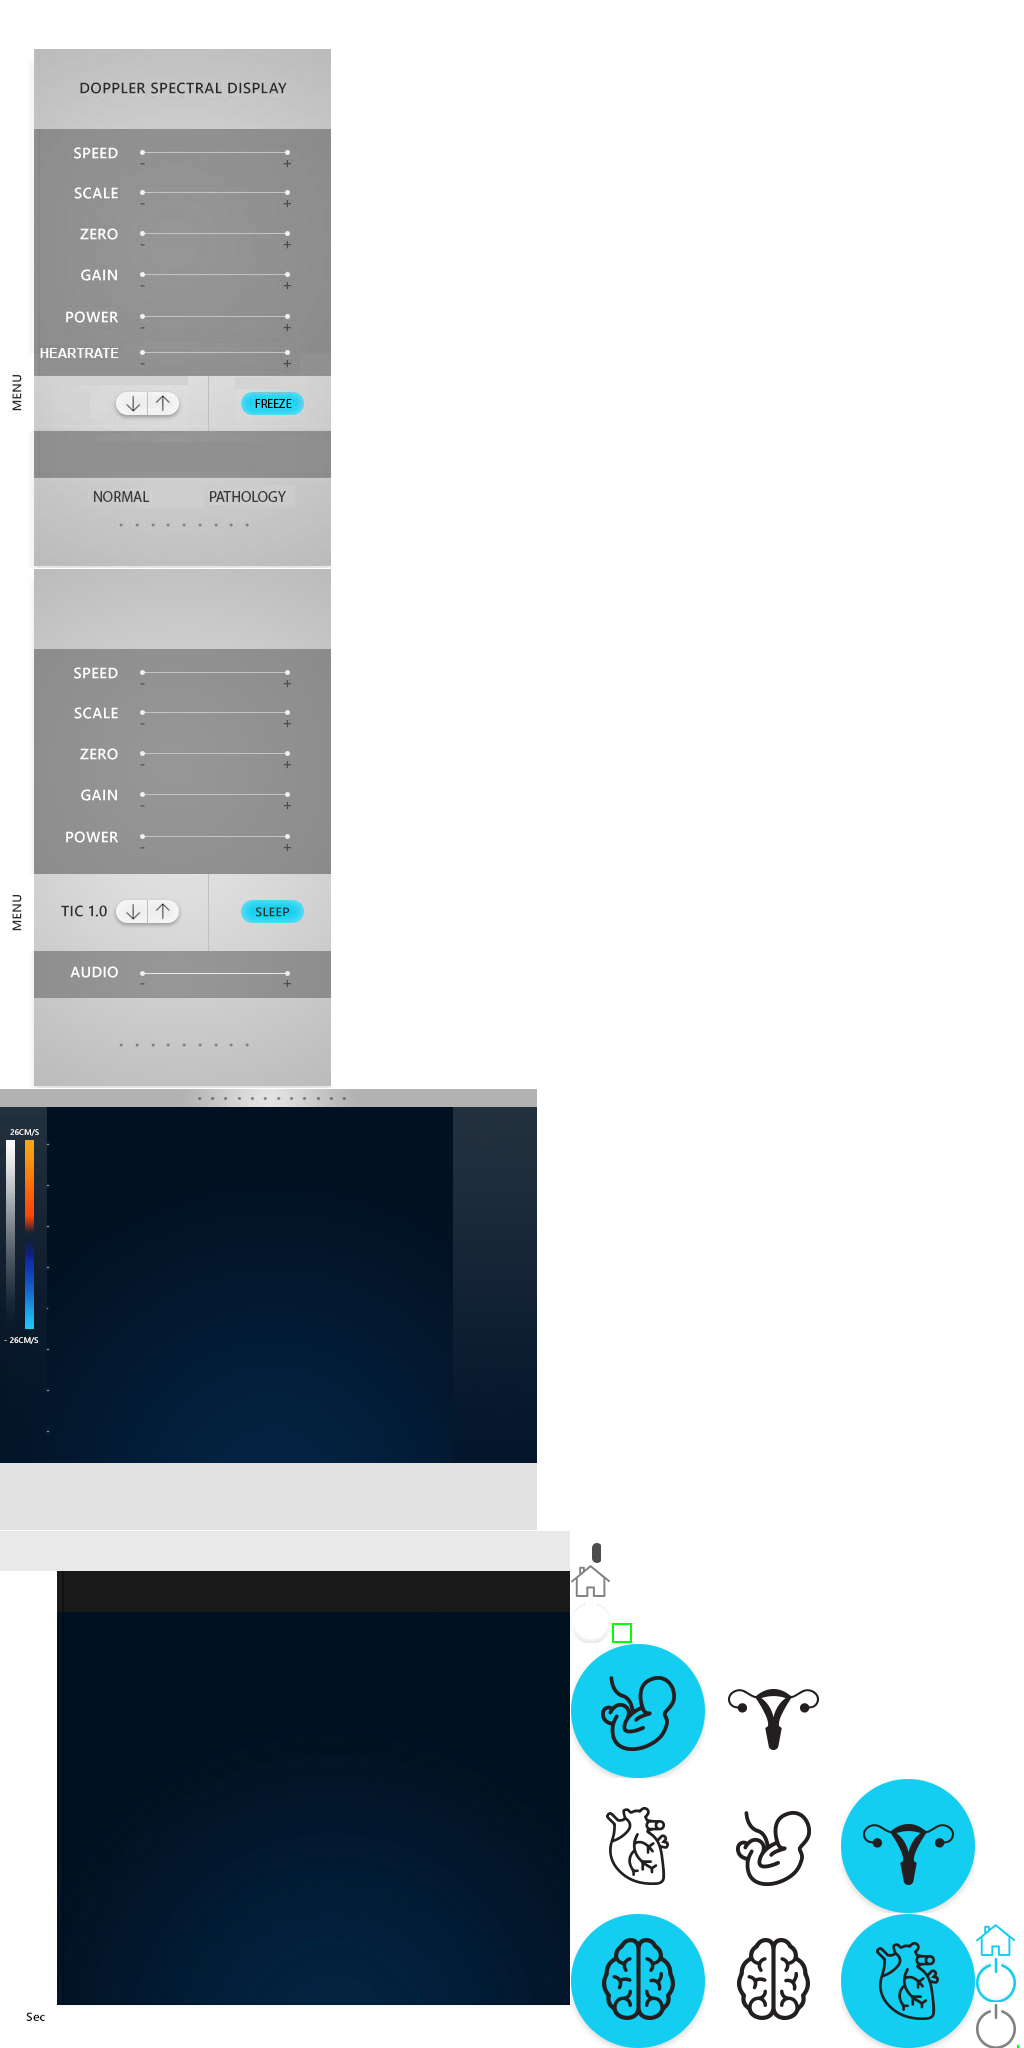 DOPPLER SPECTRAL DISPLAY
SPEED
- +
SCALE
- +
ZERO
- +
GAIN
- +
POWER
- +
HEARTRATE
- +
MENU
FREEZE
NORMAL PATHOLOGY
SPEED
- +
SCALE
- +
ZERO
- +
GAIN
- +
POWER
- +
MENU
TIC 1.0 SLEEP
AUDIO
- +
26CM/S
- 26CM/S
Sec